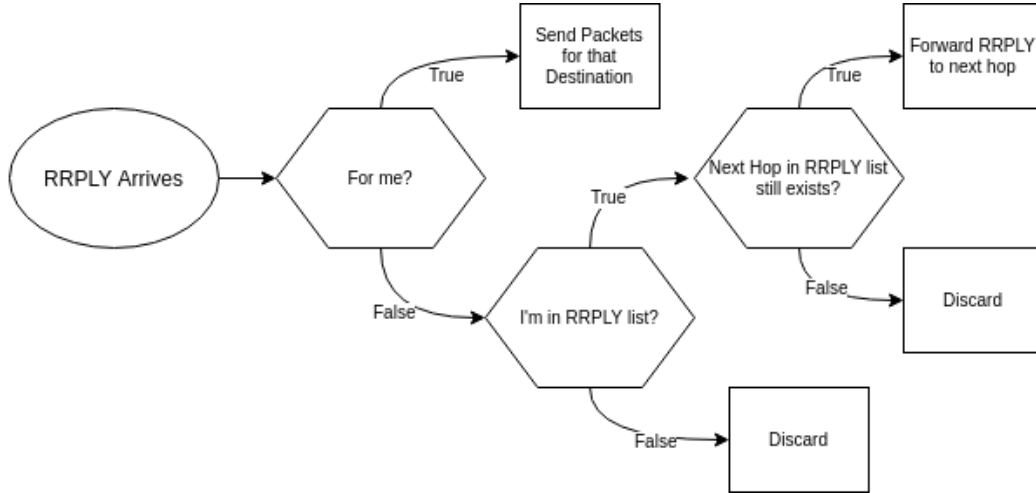 RRPLY Arrives
For me?
True
Send Packets
for that
Destination
False
I'm in RRPLY list?
True
Next Hop in RRPLY list
still exists?
True
Forward RRPLY
to next hop
False
Discard
False
Discard